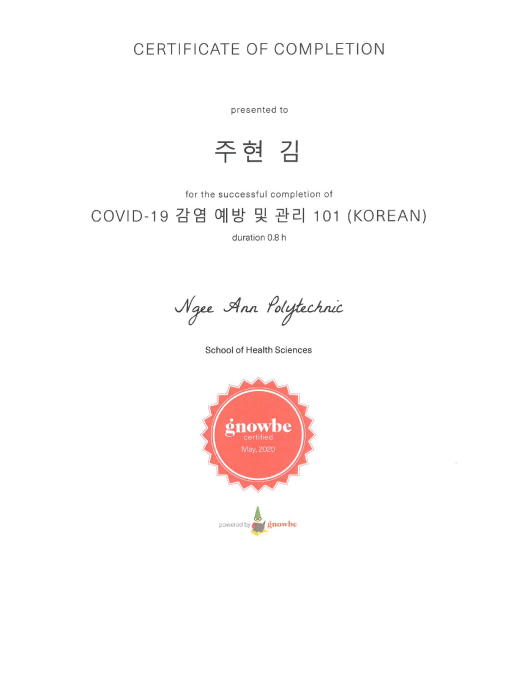 CERTIFICATE OF COMPLETION
presented to
주현 김
for the successful completion of
COVID-19 감염 예방 및 관리 101 (KOREAN)
duration 0.8 h
Ngee Ann Polytechnic
School of Health Sciences
gnowbe
certified
May, 2020
powered by gnowbe